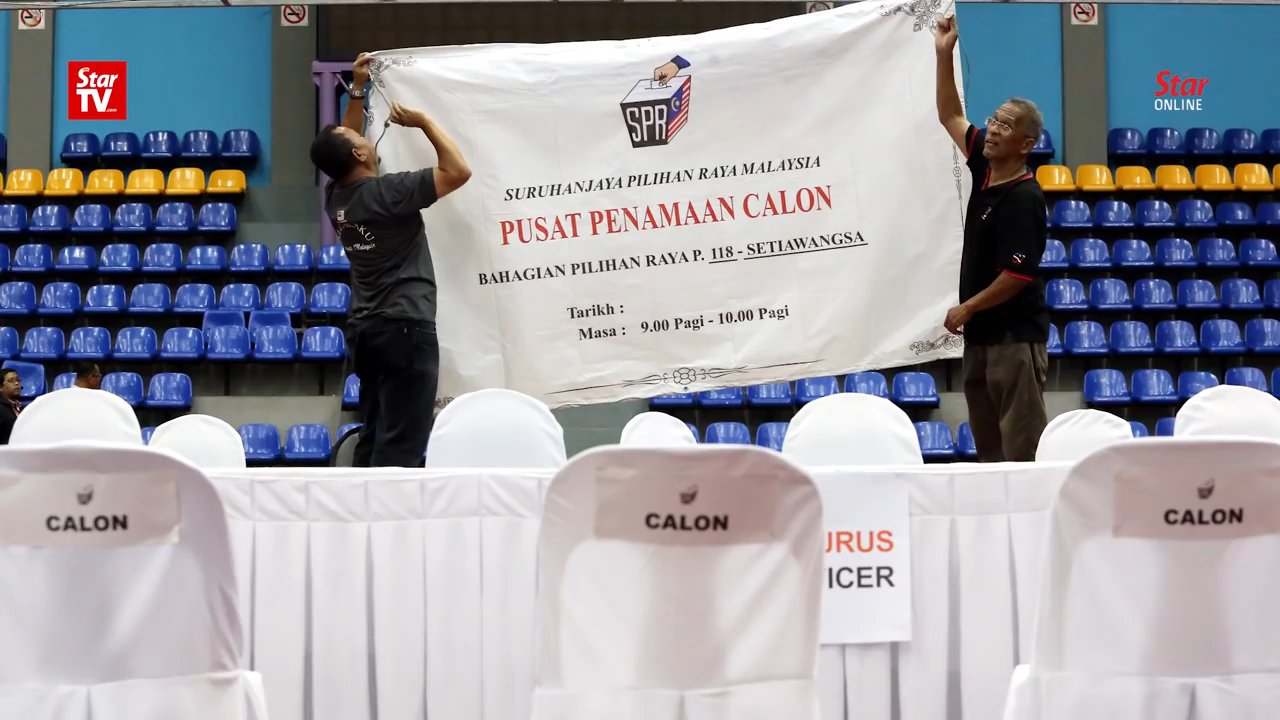 Star
TV.com
Star
ONLINE
SPR
SURUHANJAYA PILIHAN RAYA MALAYSIA
PUSAT PENAMAAN CALON
BAHAGIAN PILIHAN RAYA P. 118 - SETIAWANGSA
Tarikh :
Masa : 9.00 Pagi - 10.00 Pagi
CALON
CALON
CALON
URUS
ICER